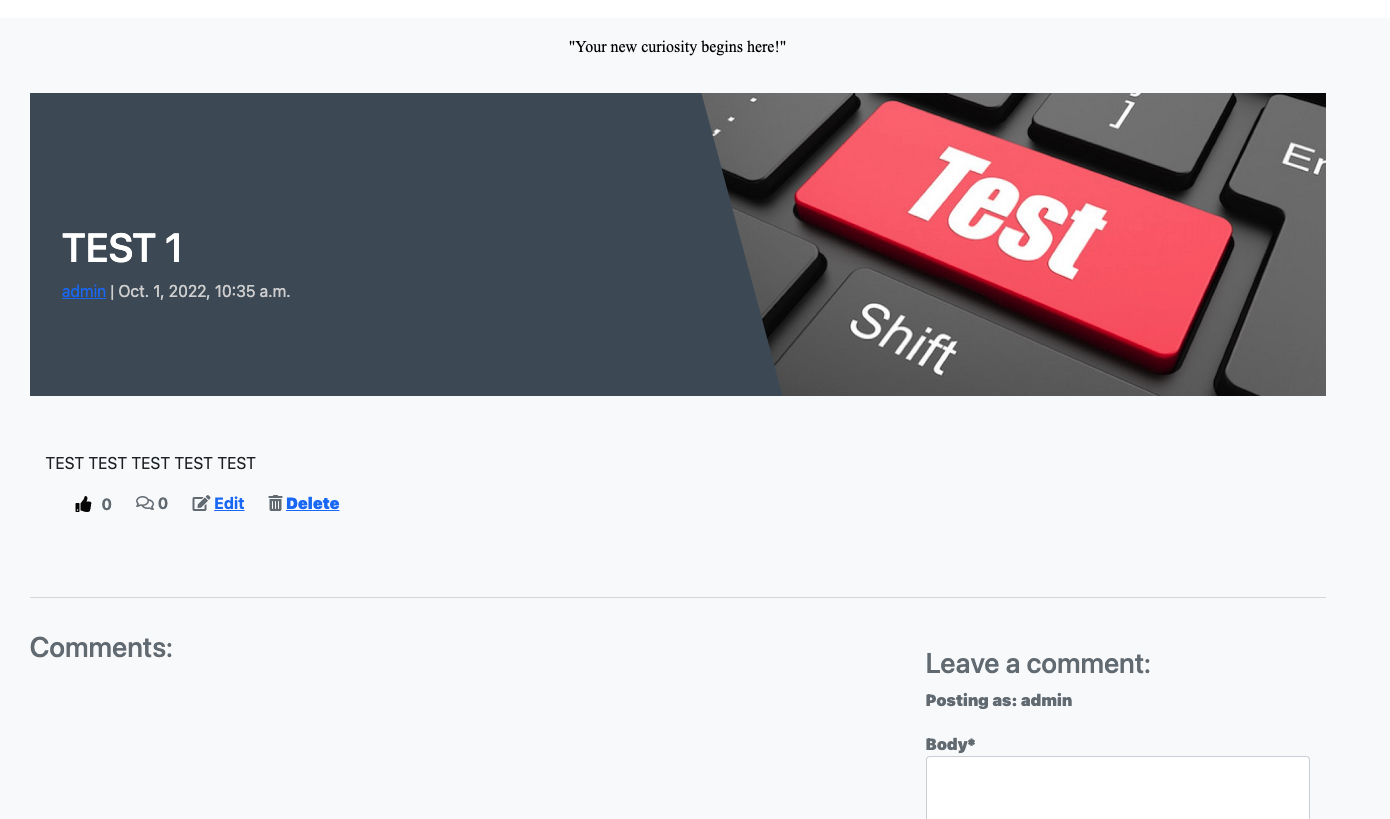 "Your new curiosity begins here!"
; :
]
Test
Shift
TEST 1
admin | Oct. 1, 2022, 10:35 a.m.
TEST TEST TEST TEST TEST
0 0 Edit Delete
Comments:
Leave a comment:
Posting as: admin
Body*